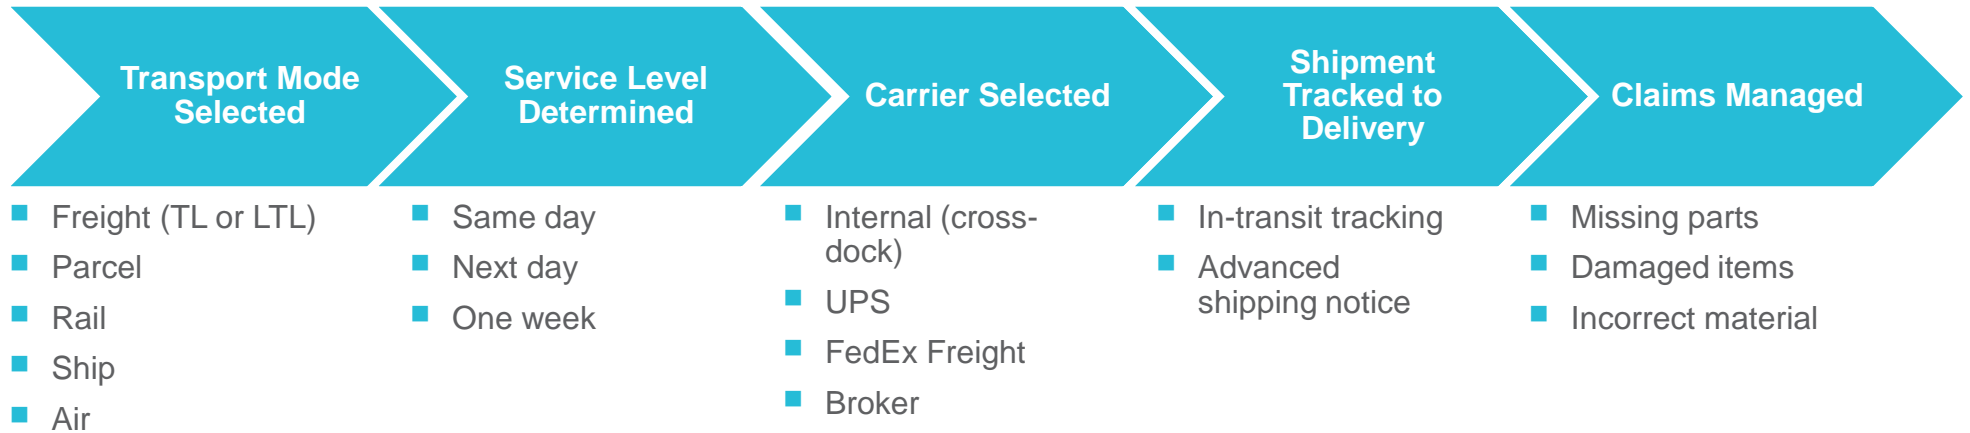 Transport Mode
Selected
Service Level
Determined
Carrier Selected
Shipment
Tracked to
Delivery
Claims Managed
Freight (TL or LTL)
Parcel
Rail
Ship
Air
Same day
Next day
One week
Internal (cross-
dock)
UPS
FedEx Freight
Broker
In-transit tracking
Advanced
shipping notice
Missing parts
Damaged items
Incorrect material